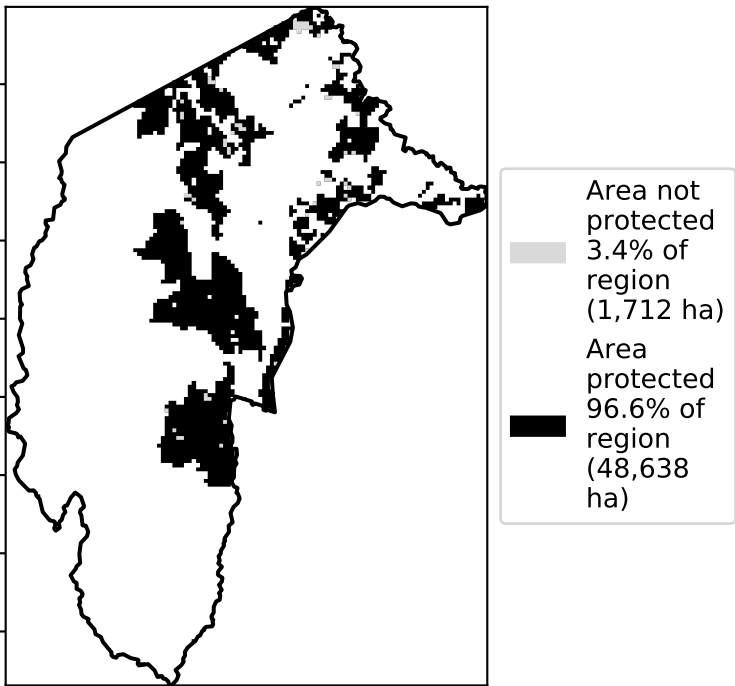 Area not
protected
3.4% of
region
(1,712 ha)
Area
protected
96.6% of
region
(48,638
ha)